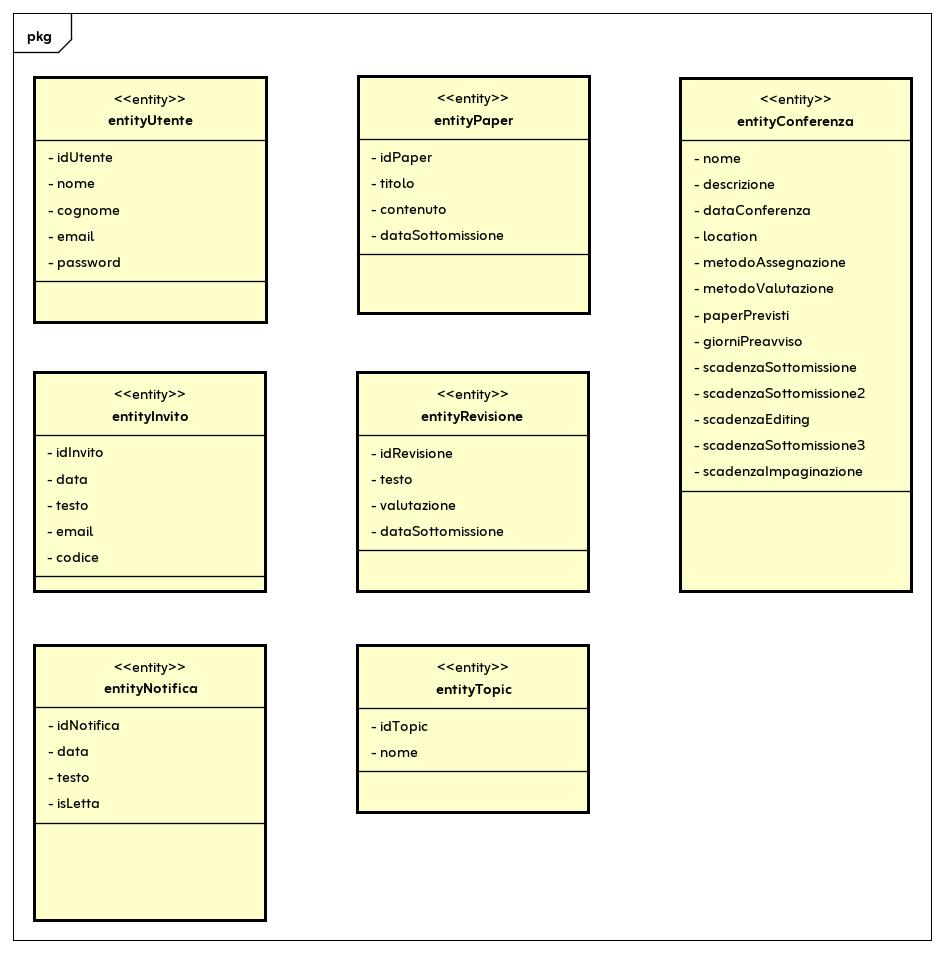 pkg
<<entity>>
entityUtente
- idUtente
- nome
- cognome
- email
- password
<<entity>>
entityPaper
- idPaper
- titolo
- contenuto
- dataSottomissione
<<entity>>
entityConferenza
- nome
- descrizione
- dataConferenza
- location
- metodoAssegnazione
- metodoValutazione
- paperPrevisti
- giorniPreavviso
- scadenzaSottomissione
- scadenzaSottomissione2
- scadenzaEditing
- scadenzaSottomissione3
- scadenzaImpaginazione
<<entity>>
entityInvito
- idInvito
- data
- testo
- email
- codice
<<entity>>
entityRevisione
- idRevisione
- testo
- valutazione
- dataSottomissione
<<entity>>
entityNotifica
- idNotifica
- data
- testo
- isLetta
<<entity>>
entityTopic
- idTopic
- nome